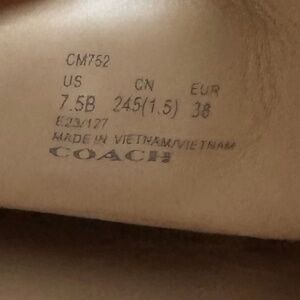 CM752
US CN EUR
7.5B 245(1.5) 38
E23/127
MADE IN VIETNAM/VIETNAM
COACH